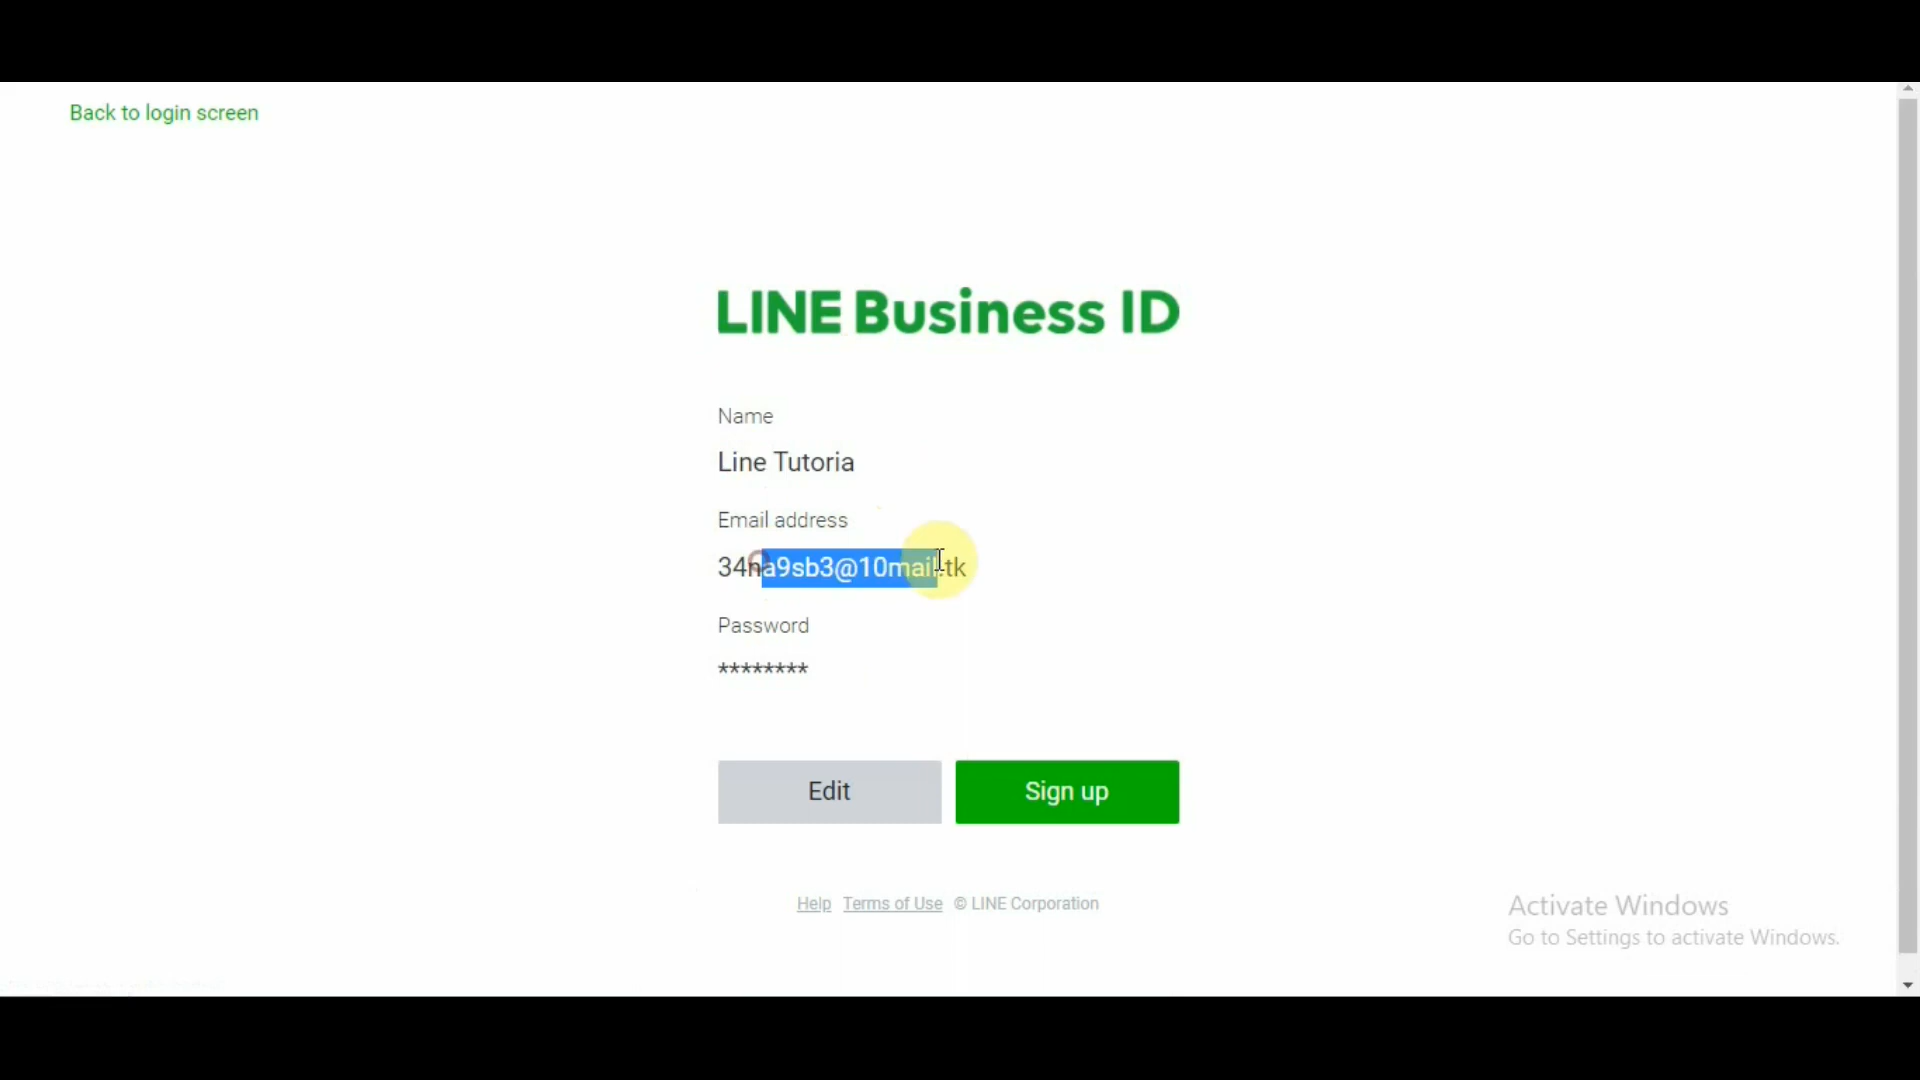 Back to login screen
LINE Business ID
Name
Line Tutoria
Email address
34na9sb3@10mail.tk
Password
********
Edit
Sign up
Help Terms of Use © LINE Corporation
Activate Windows
Go to Settings to activate Windows.